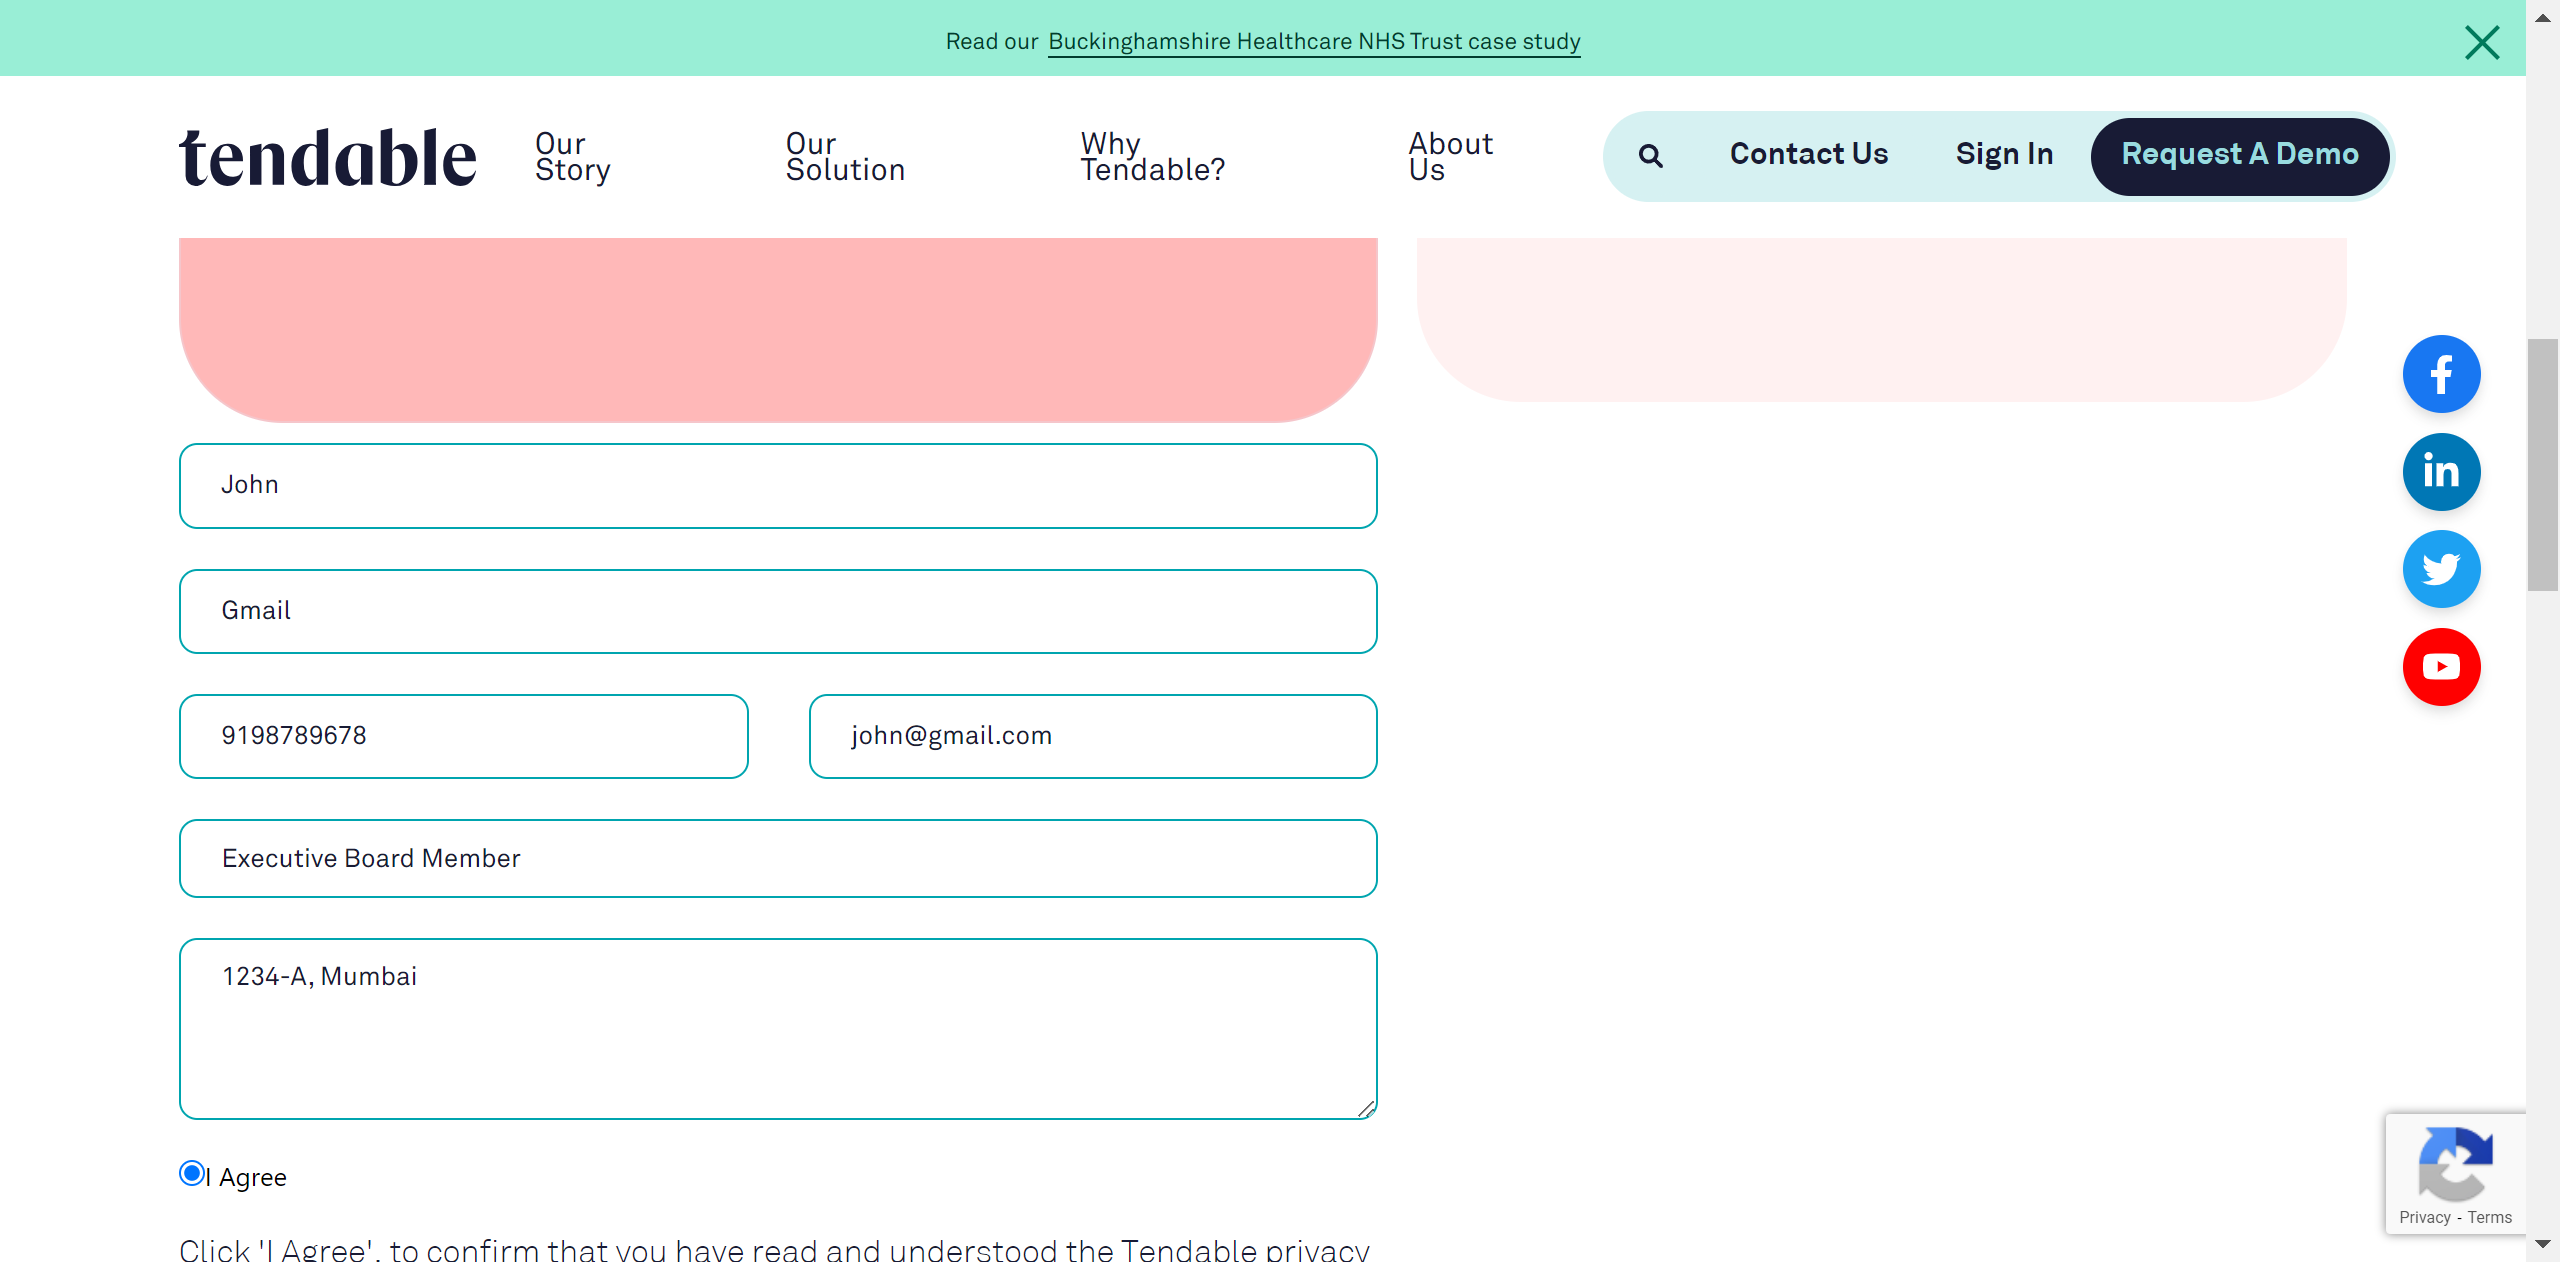 Read our Buckinghamshire Healthcare NHS Trust case study
tendable
Our Story
Our Solution
Why Tendable?
About Us
Contact Us
Sign In
Request A Demo
John
Gmail
9198789678
john@gmail.com
Executive Board Member
1234-A, Mumbai
I Agree
Click 'I Agree', to confirm that you have read and understood the Tendable privacy
Privacy - Terms